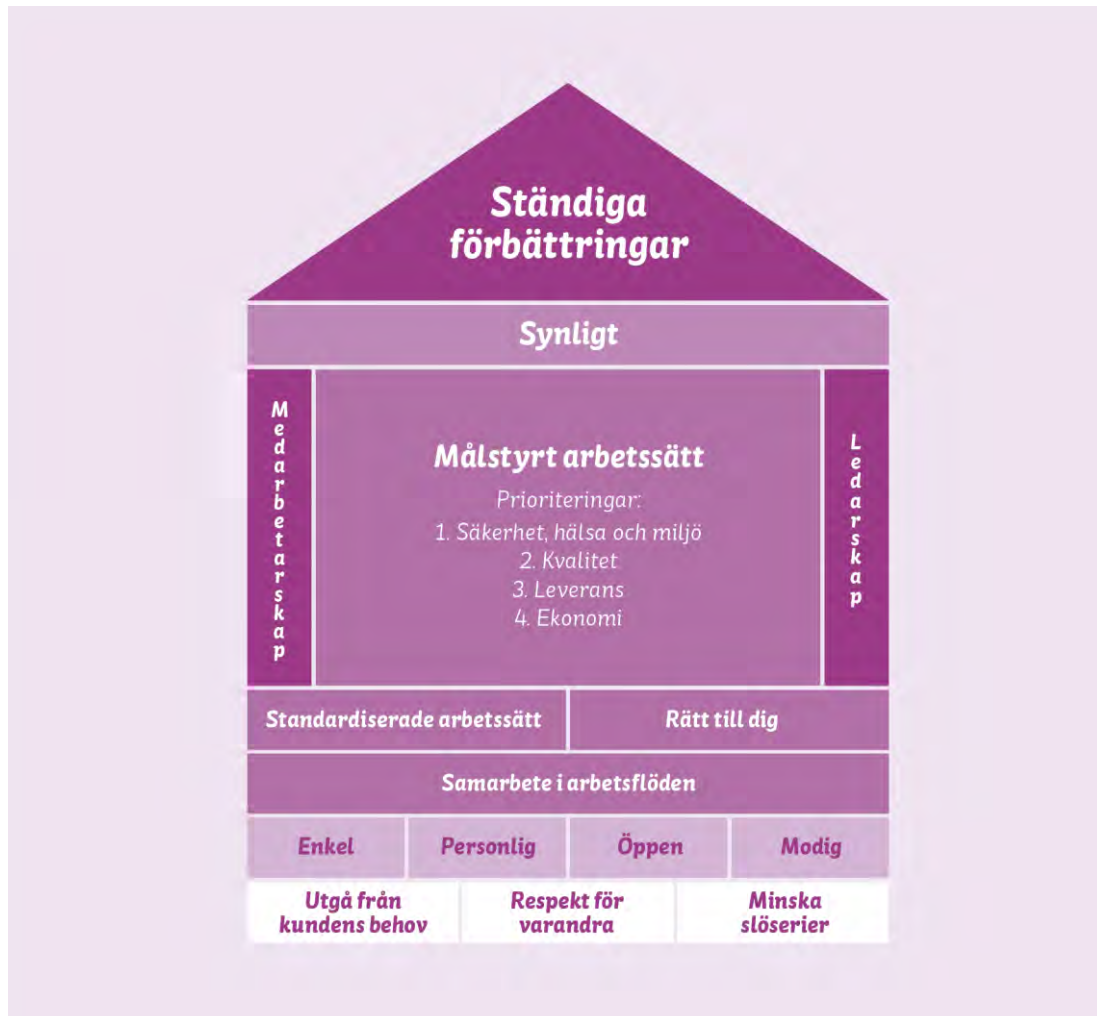 Ständiga
förbättringar
Synligt
Medarbetarskap
Målstyrt arbetssätt
Prioriteringar:
1. Säkerhet, hälsa och miljö
2. Kvalitet
3. Leverans
4. Ekonomi
Ledarskap
Standardiserade arbetssätt
Rätt till dig
Samarbete i arbetsflöden
Enkel
Personlig
Öppen
Modig
Utgå från
kundens behov
Respekt för
varandra
Minska
slöserier